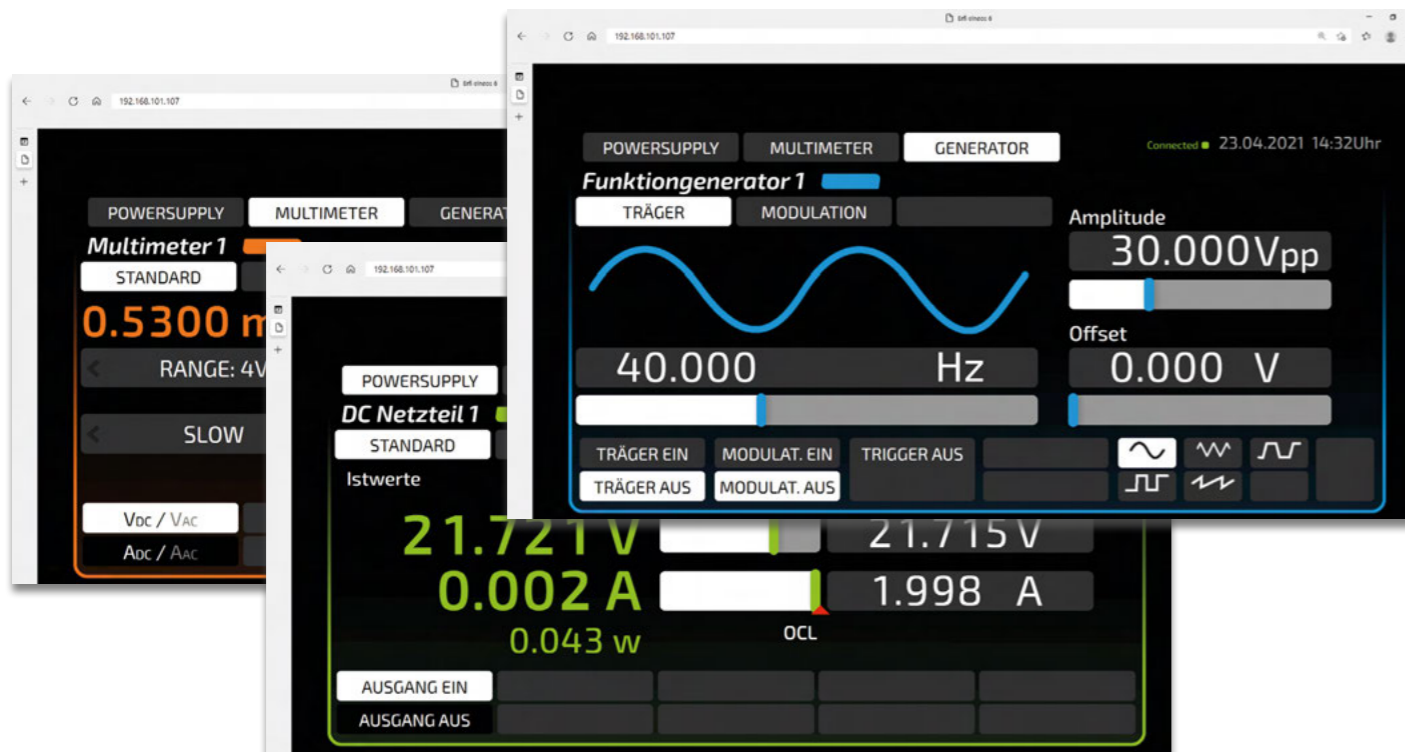 192.168.101.107
POWERSUPPLY MULTIMETER GENERATOR
Connected 23.04.2021 14:32Uhr
Funktiongenerator 1
TRÄGER MODULATION
Amplitude
30.000Vpp
Offset
40.000 Hz
0.000 V
TRÄGER EIN MODULAT. EIN TRIGGER AUS
TRÄGER AUS MODULAT. AUS
192.168.101.107
POWERSUPPLY MULTIMETER
Multimeter 1
STANDARD
0.5300
RANGE: 4V
SLOW
VDC / VAC
ADC / AAC
192.168.101.107
POWERSUPPLY
DC Netzteil 1
STANDARD
Istwerte
21.721 V 21.715 V
0.002 A 1.998 A
0.043 w OCL
AUSGANG EIN
AUSGANG AUS